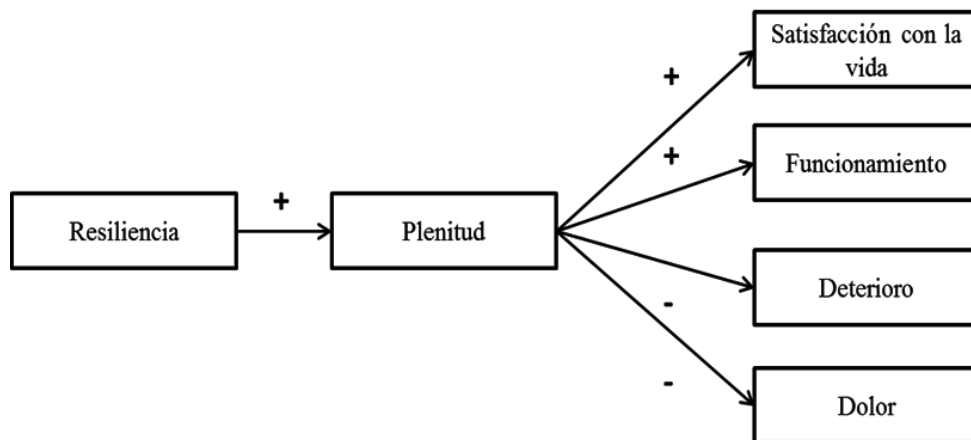 Satisfacción con la
vida
+
+
Funcionamiento
+
Resiliencia
Plenitud
Deterioro
-
-
Dolor